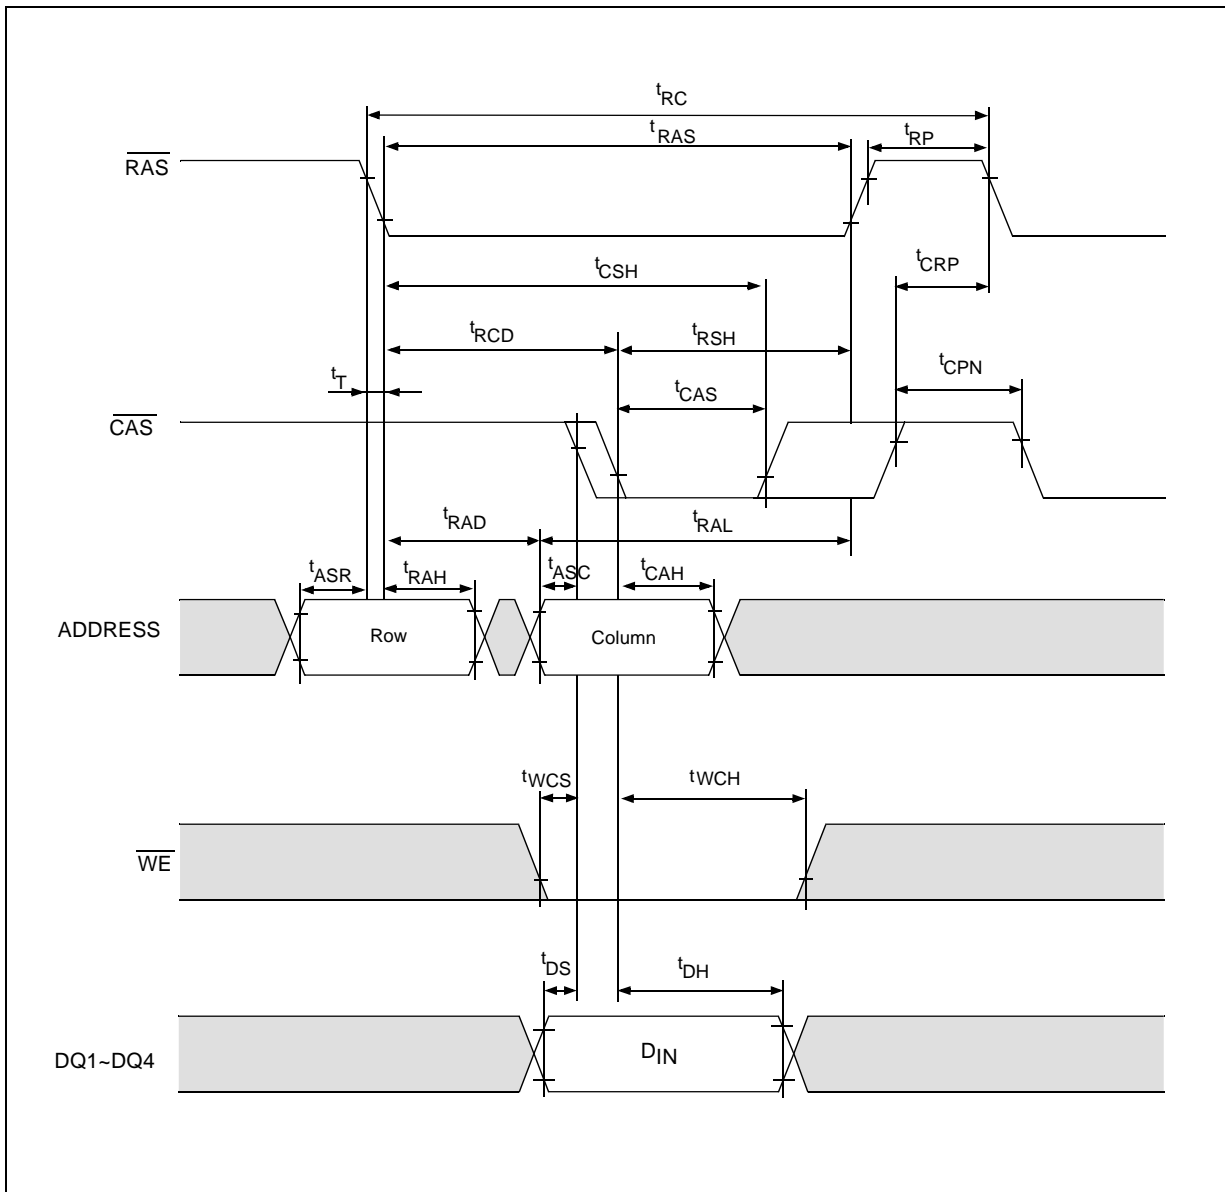 tRC
tRAS
tRP
RAS
tCSH
tCRP
tRCD
tRSH
tCPN
tT
tCAS
CAS
tRAD
tRAL
tASR
tRAH
tASC
tCAH
ADDRESS
Row
Column
tWCS
tWCH
WE
tDS
tDH
DQ1~DQ4
DIN